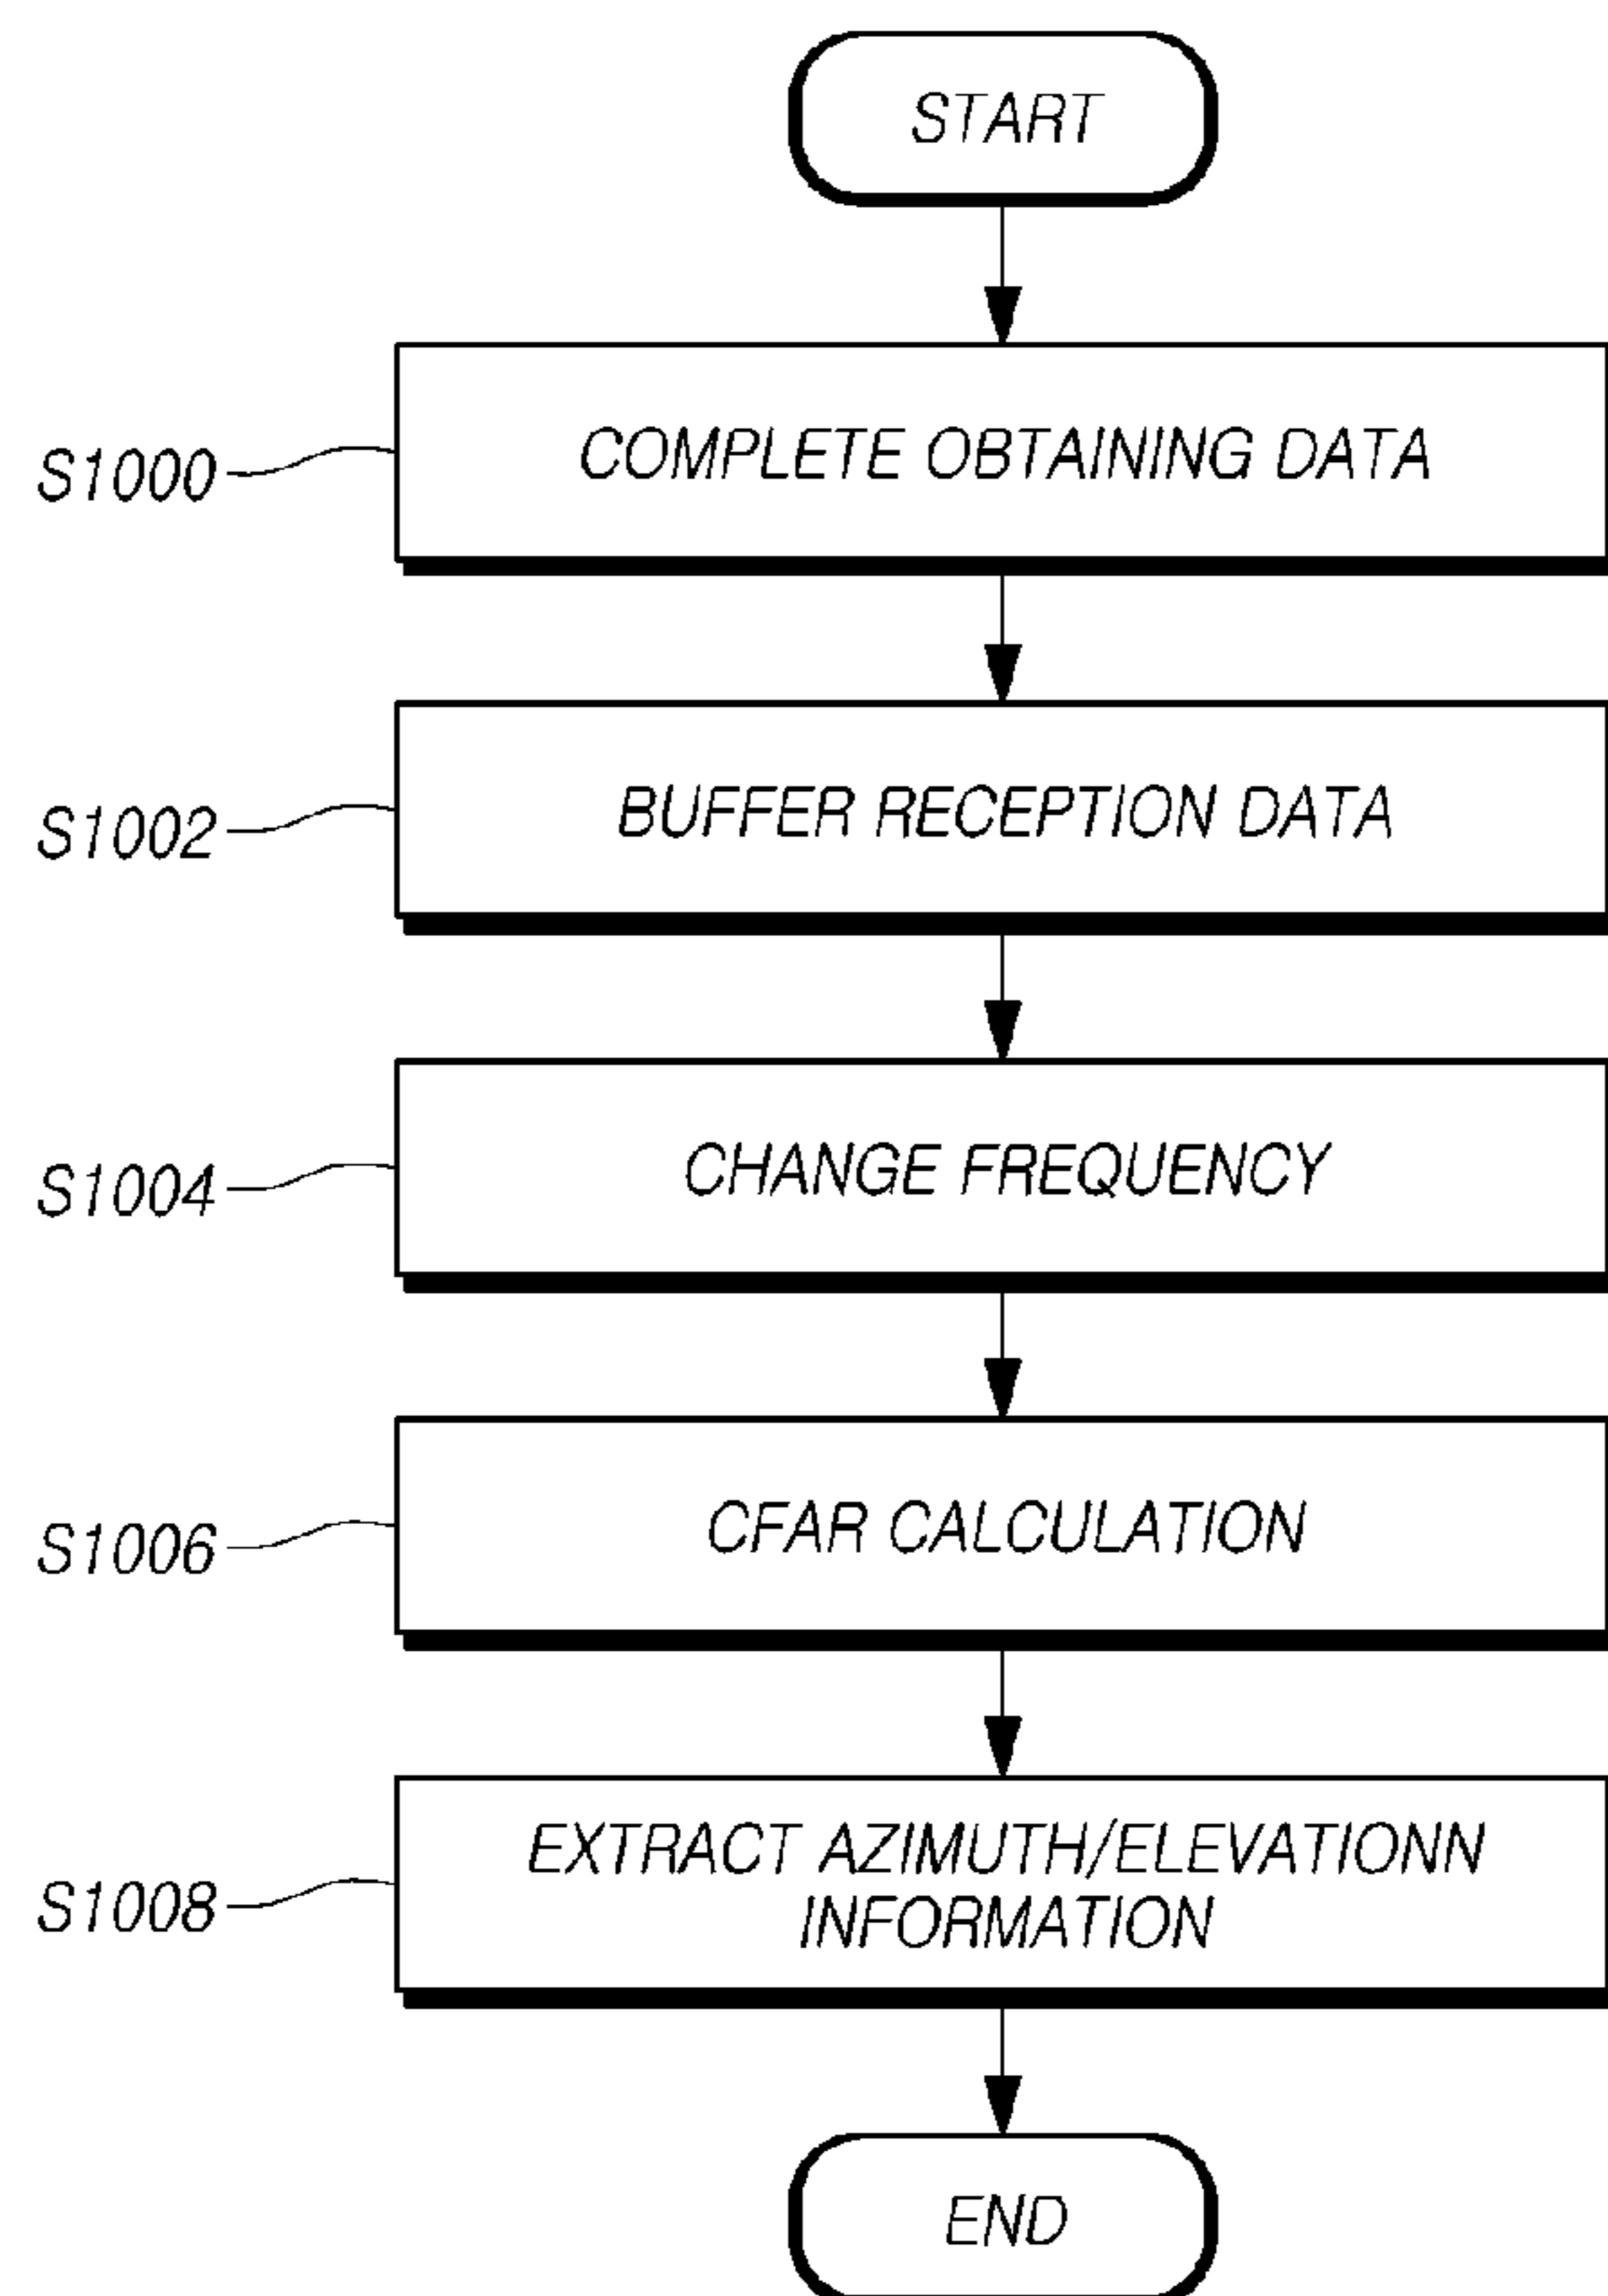 START
S1000
COMPLETE OBTAINING DATA
S1002
BUFFER RECEPTION DATA
S1004
CHANGE FREQUENCY
S1006
CFAR CALCULATION
S1008
EXTRACT AZIMUTH/ELEVATIONN
INFORMATION
END